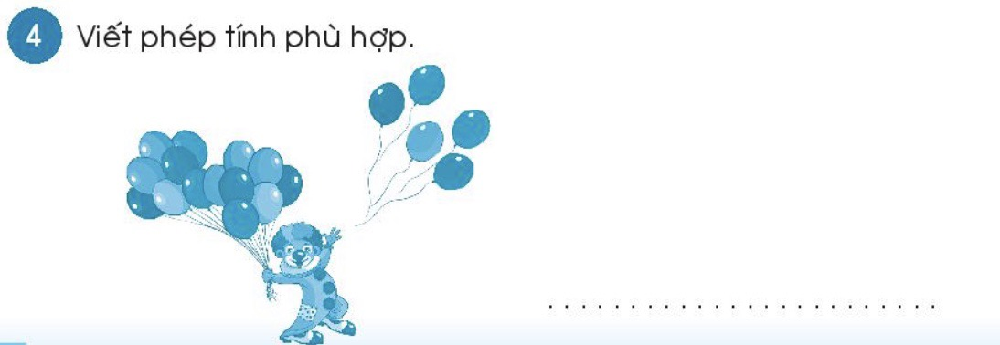 4 Viết phép tính phù hợp.
. . . . . . . . . . . . . . . . . . . . . . . .